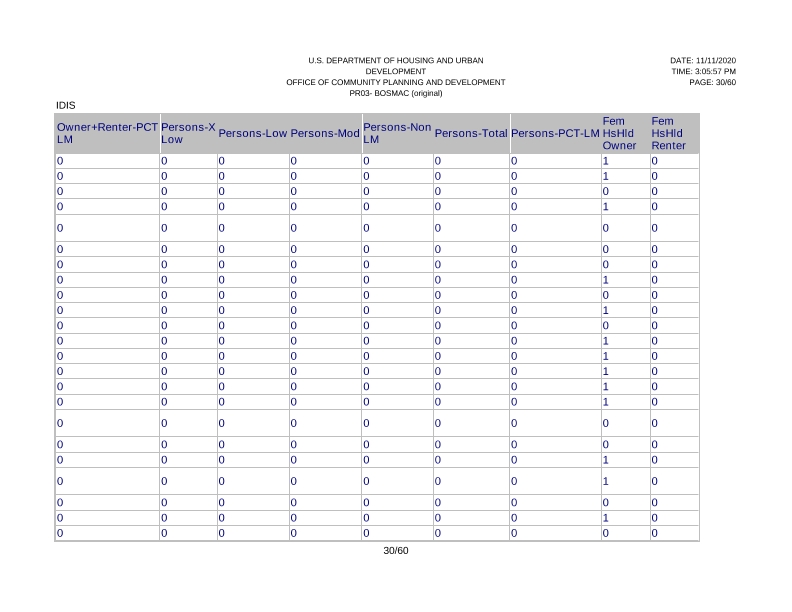 U.S. DEPARTMENT OF HOUSING AND URBAN DATE: 11/11/2020
DEVELOPMENT TIME: 3:05:57 PM
OFFICE OF COMMUNITY PLANNING AND DEVELOPMENT PAGE: 30/60
PR03- BOSMAC (original)
IDIS
Owner+Renter-PCT LM Persons-X Low Persons-Low Persons-Mod Persons-Non LM Persons-Total Persons-PCT-LM Fem HsHld Owner Fem HsHld Renter
0 0 0 0 0 0 0 1 0
0 0 0 0 0 0 0 1 0
0 0 0 0 0 0 0 0 0
0 0 0 0 0 0 0 1 0
0 0 0 0 0 0 0 0 0
0 0 0 0 0 0 0 0 0
0 0 0 0 0 0 0 0 0
0 0 0 0 0 0 0 1 0
0 0 0 0 0 0 0 0 0
0 0 0 0 0 0 0 1 0
0 0 0 0 0 0 0 0 0
0 0 0 0 0 0 0 1 0
0 0 0 0 0 0 0 1 0
0 0 0 0 0 0 0 1 0
0 0 0 0 0 0 0 1 0
0 0 0 0 0 0 0 1 0
0 0 0 0 0 0 0 0 0
0 0 0 0 0 0 0 0 0
0 0 0 0 0 0 0 1 0
0 0 0 0 0 0 0 1 0
0 0 0 0 0 0 0 0 0
0 0 0 0 0 0 0 1 0
0 0 0 0 0 0 0 0 0
30/60